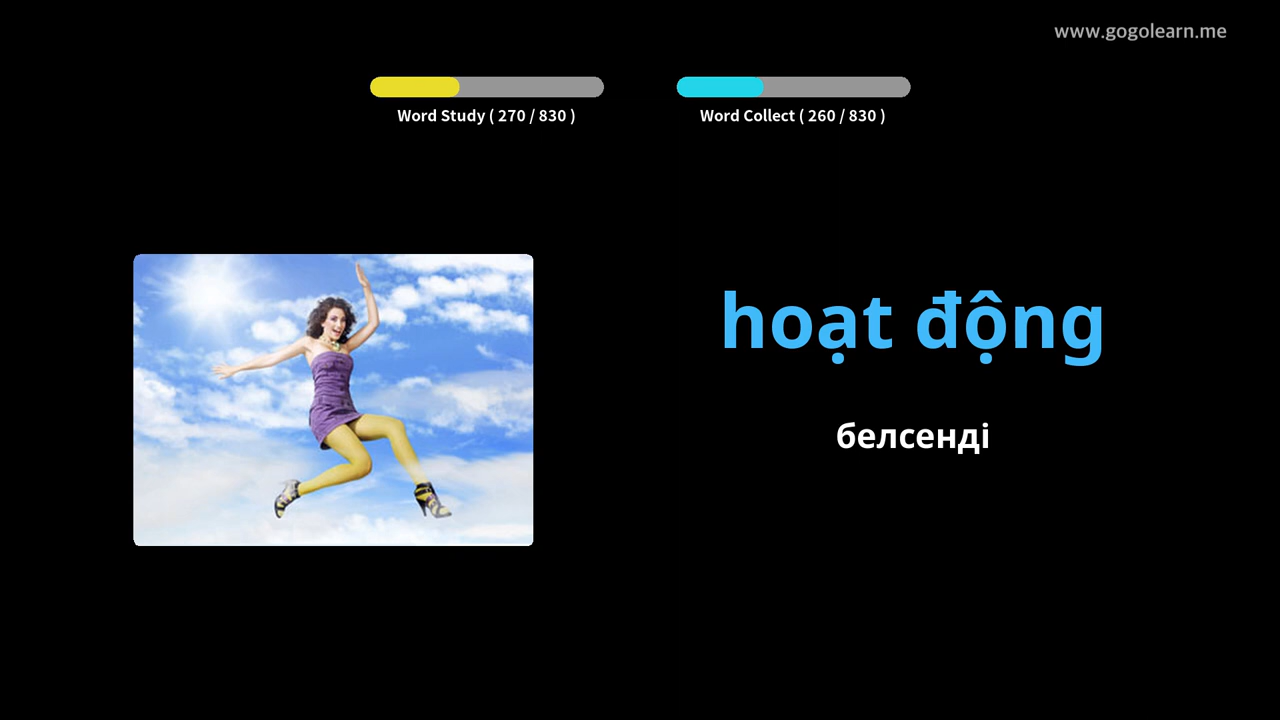 www.gogolearn.me
Word Study ( 270 / 830 )
Word Collect ( 260 / 830 )
hoạt động
белсенді